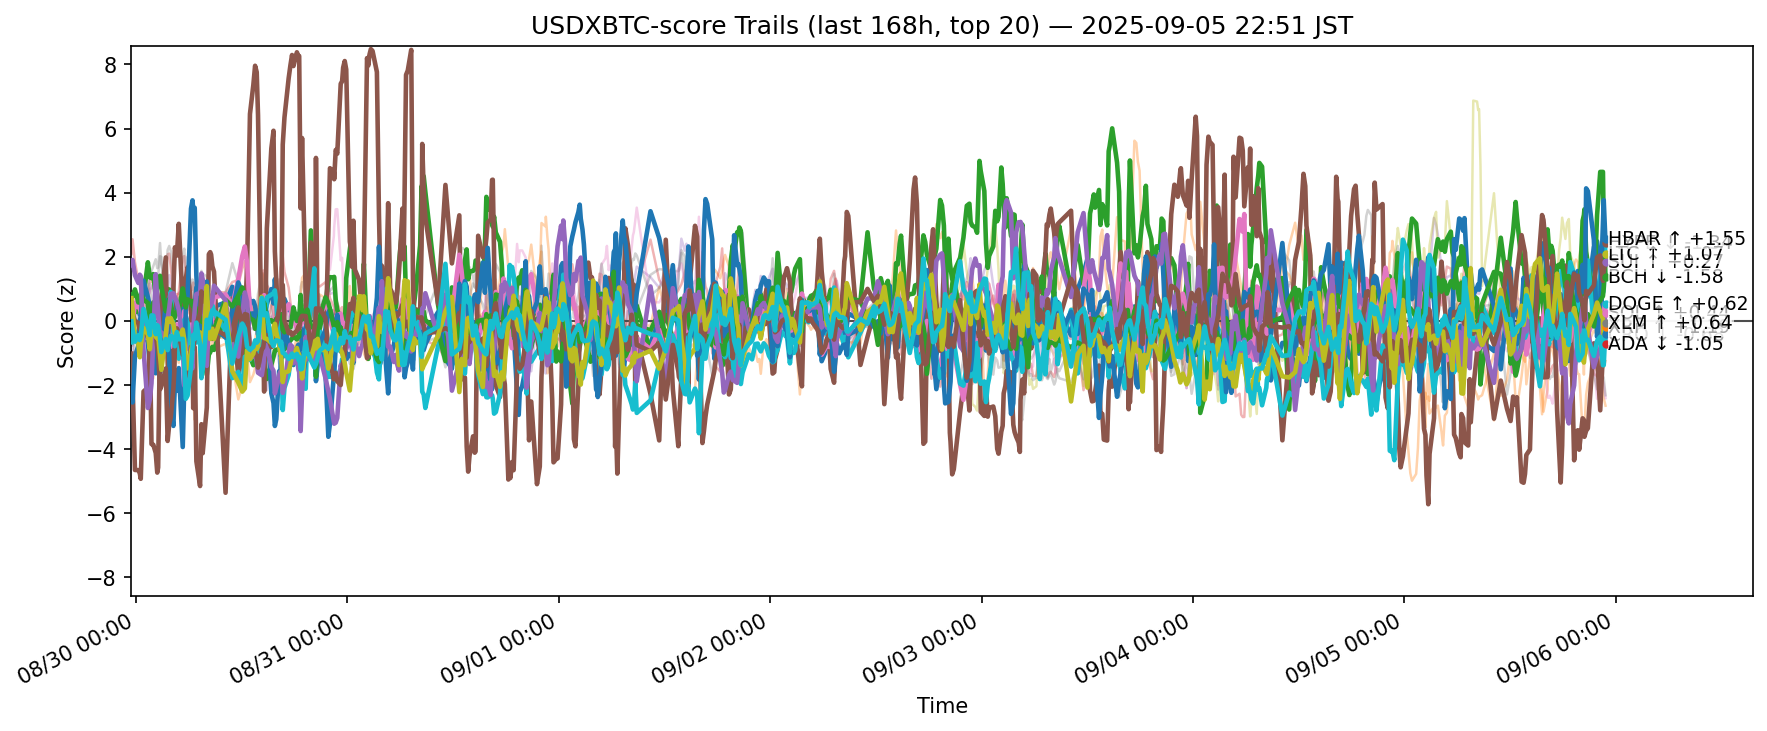 USDXBTC-score Trails (last 168h, top 20) — 2025-09-05 22:51 JST
Score (z)
8
6
4
2
0
−2
−4
−6
−8
HBAR ↑ +1.55
LTC ↑ +1.07
SUI ↑ +0.27
BCH ↓ -1.58
DOGE ↑ +0.62
XLM ↑ +0.64
ADA ↓ -1.05
08/30 00:00
08/31 00:00
09/01 00:00
09/02 00:00
09/03 00:00
09/04 00:00
09/05 00:00
09/06 00:00
Time